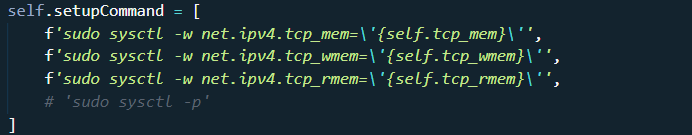 self.setupCommand = [
    f'sudo sysctl -w net.ipv4.tcp_mem=\'{self.tcp_mem}\'',
    f'sudo sysctl -w net.ipv4.tcp_wmem=\'{self.tcp_wmem}\'',
    f'sudo sysctl -w net.ipv4.tcp_rmem=\'{self.tcp_rmem}\'',
    # 'sudo sysctl -p'
]